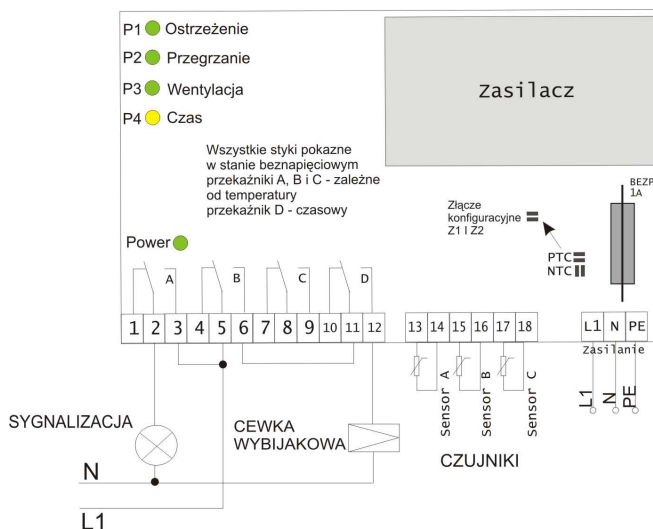 P1 Ostrzeżenie
P2 Przegrzanie
P3 Wentylacja
P4 Czas
Zasilacz
Wszystkie styki pokazne
w stanie beznapięciowym
przekaźniki A, B i C - zależne
od temperatury
przekaźnik D - czasowy
BEZP
1A
Złącze
konfiguracyjne
Z1 I Z2
PTC
NTC
Power
A B C D
1 2 3 4 5 6 7 8 9 10 11 12
13 14 15 16 17 18
L1 N PE
Zasilanie
Sensor A
Sensor B
Sensor C
L1
N
PE
SYGNALIZACJA
CEWKA
WYBIJAKOWA
CZUJNIKI
N
L1